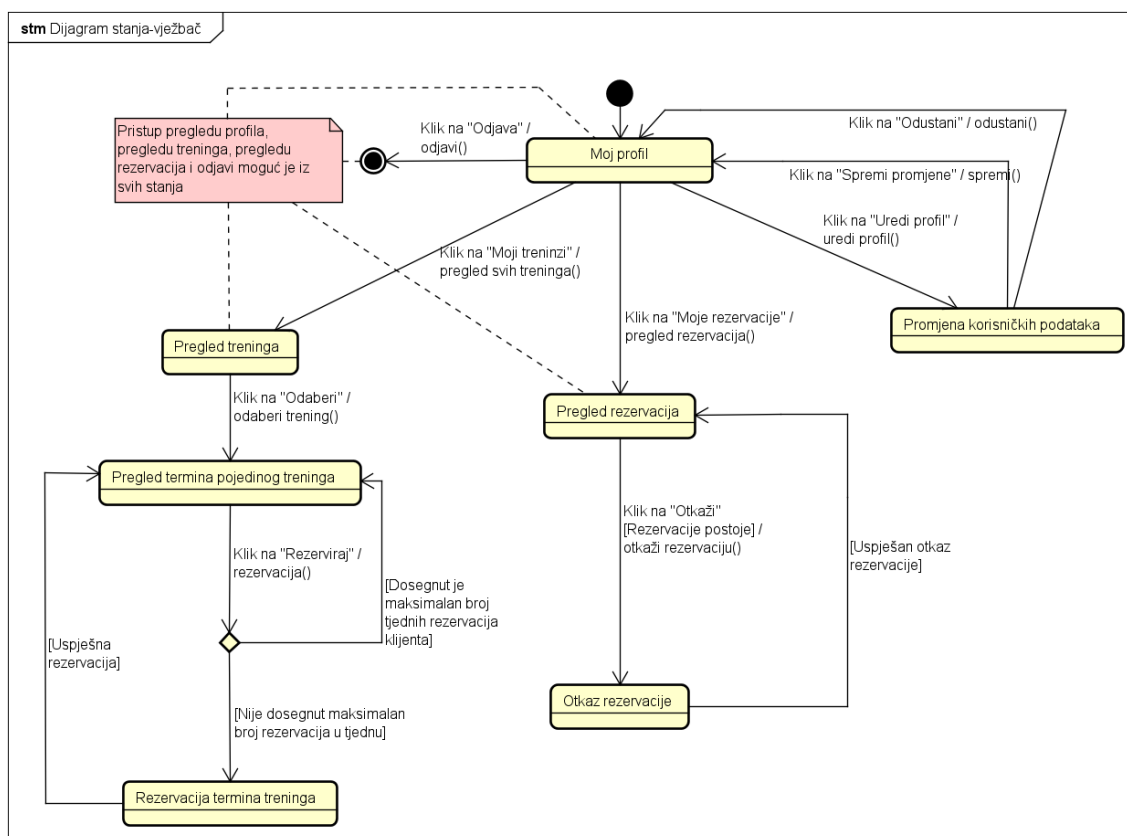 stm Dijagram stanja-vježbač
Pristup pregledu profila,
pregledu treninga, pregledu
rezervacija i odjavi moguć je iz
svih stanja
Klik na "Odjava" /
odjavi()
Moj profil
Klik na "Odustani" / odustani()
Klik na "Spremi promjene" / spremi()
Klik na "Uredi profil" /
uredi profil()
Klik na "Moji treninzi" /
pregled svih treninga()
Klik na "Moje rezervacije" /
pregled rezervacija()
Promjena korisničkih podataka
Pregled treninga
Klik na "Odaberi" /
odaberi trening()
Pregled rezervacija
Pregled termina pojedinog treninga
Klik na "Otkaži"
[Rezervacije postoje] /
otkaži rezervaciju()
[Uspješan otkaz
rezervacije]
Klik na "Rezerviraj" /
rezervacija()
[Dosegnut je
maksimalan broj
tjednih rezervacija
klijenta]
[Uspješna
rezervacija]
Otkaz rezervacije
[Nije dosegnut maksimalan
broj rezervacija u tjednu]
Rezervacija termina treninga